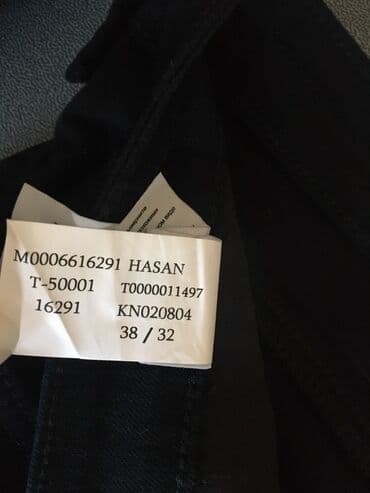 M0006616291 HASAN
T-50001 T0000011497
16291 KN020804
38 / 32